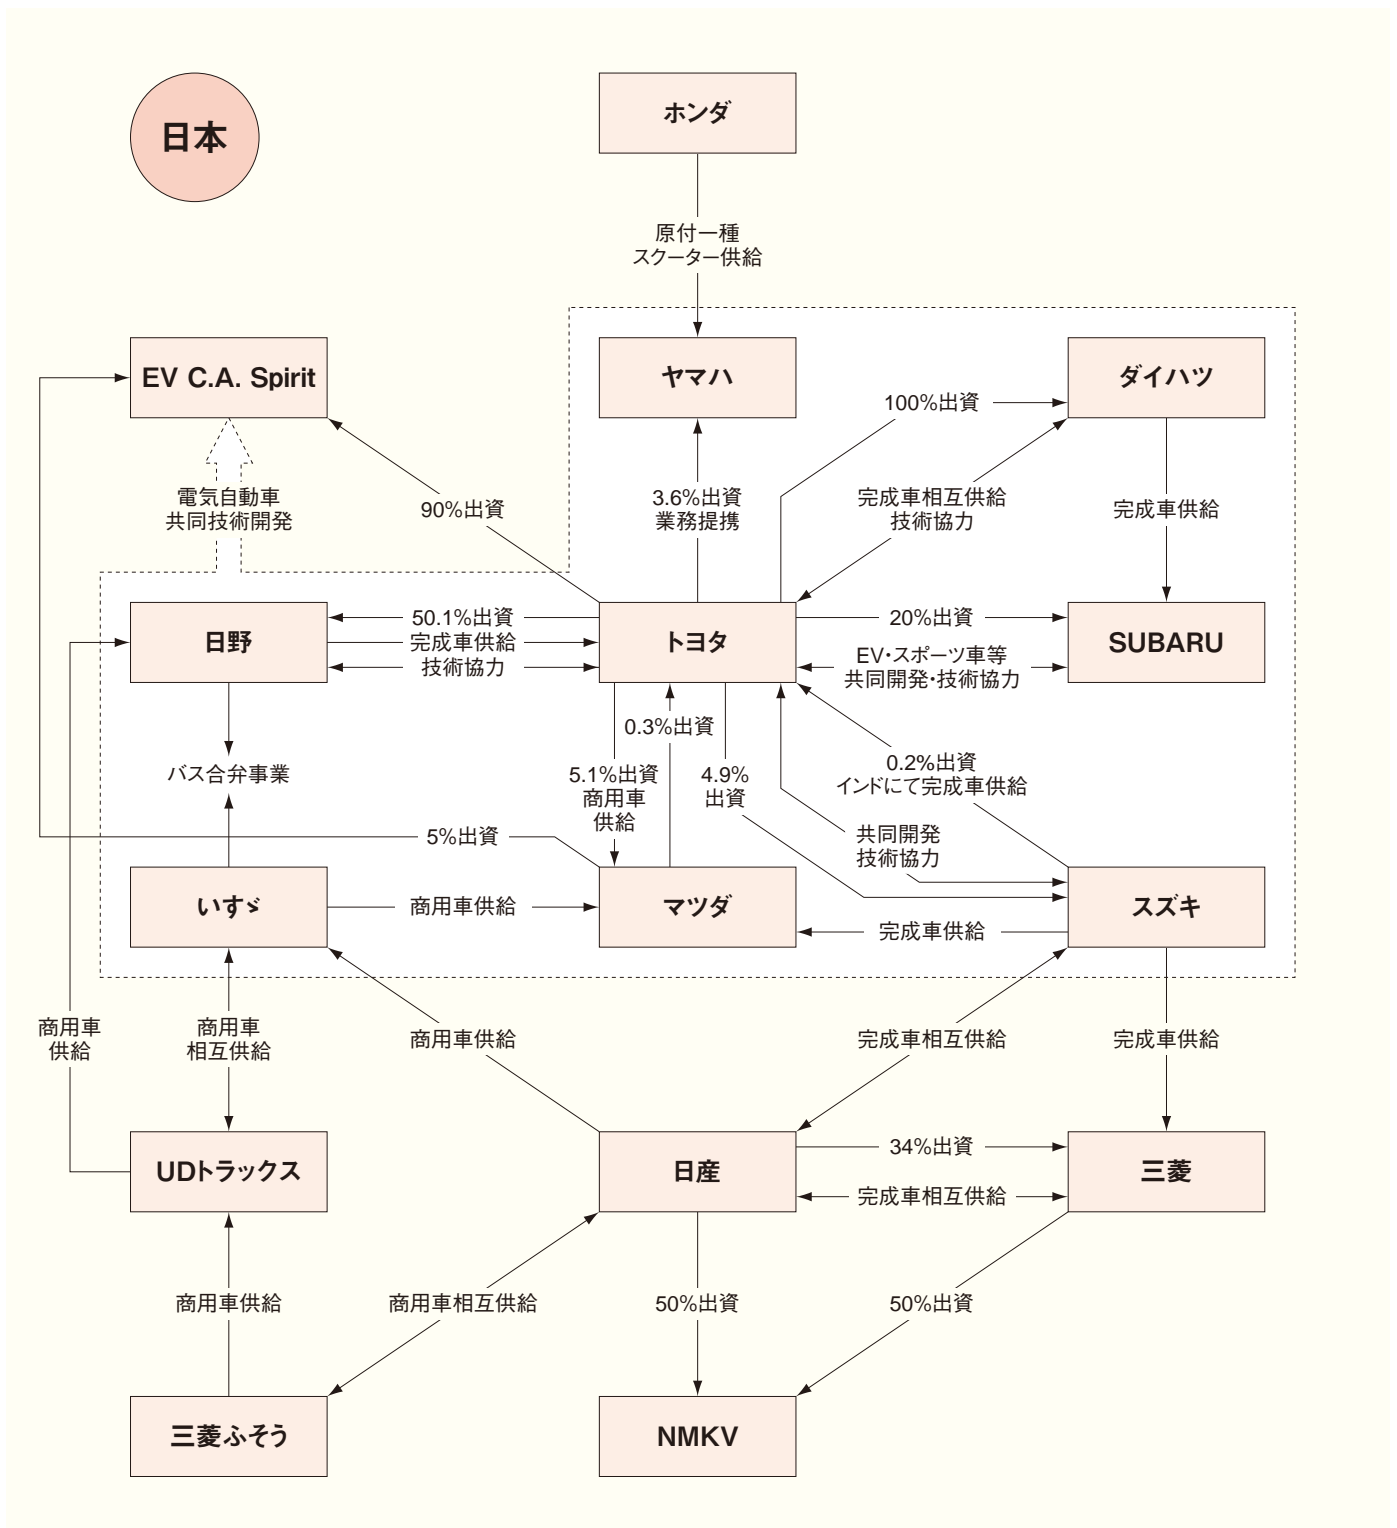 日本
ホンダ
原付一種
スクーター供給
EV C.A. Spirit
ヤマハ
ダイハツ
100%出資
電気自動車
共同技術開発
90%出資
3.6%出資
業務提携
完成車相互供給
技術協力
完成車供給
日野
50.1%出資
完成車供給
技術協力
トヨタ
20%出資
EV・スポーツ車等
共同開発・技術協力
SUBARU
0.3%出資
バス合弁事業
5.1%出資
商用車
供給
4.9%
出資
0.2%出資
インドにて完成車供給
5%出資
共同開発
技術協力
いすゞ
商用車供給
マツダ
完成車供給
スズキ
商用車
供給
商用車
相互供給
商用車供給
完成車相互供給
完成車供給
UDトラックス
日産
34%出資
完成車相互供給
三菱
商用車供給
商用車相互供給
50%出資
50%出資
三菱ふそう
NMKV